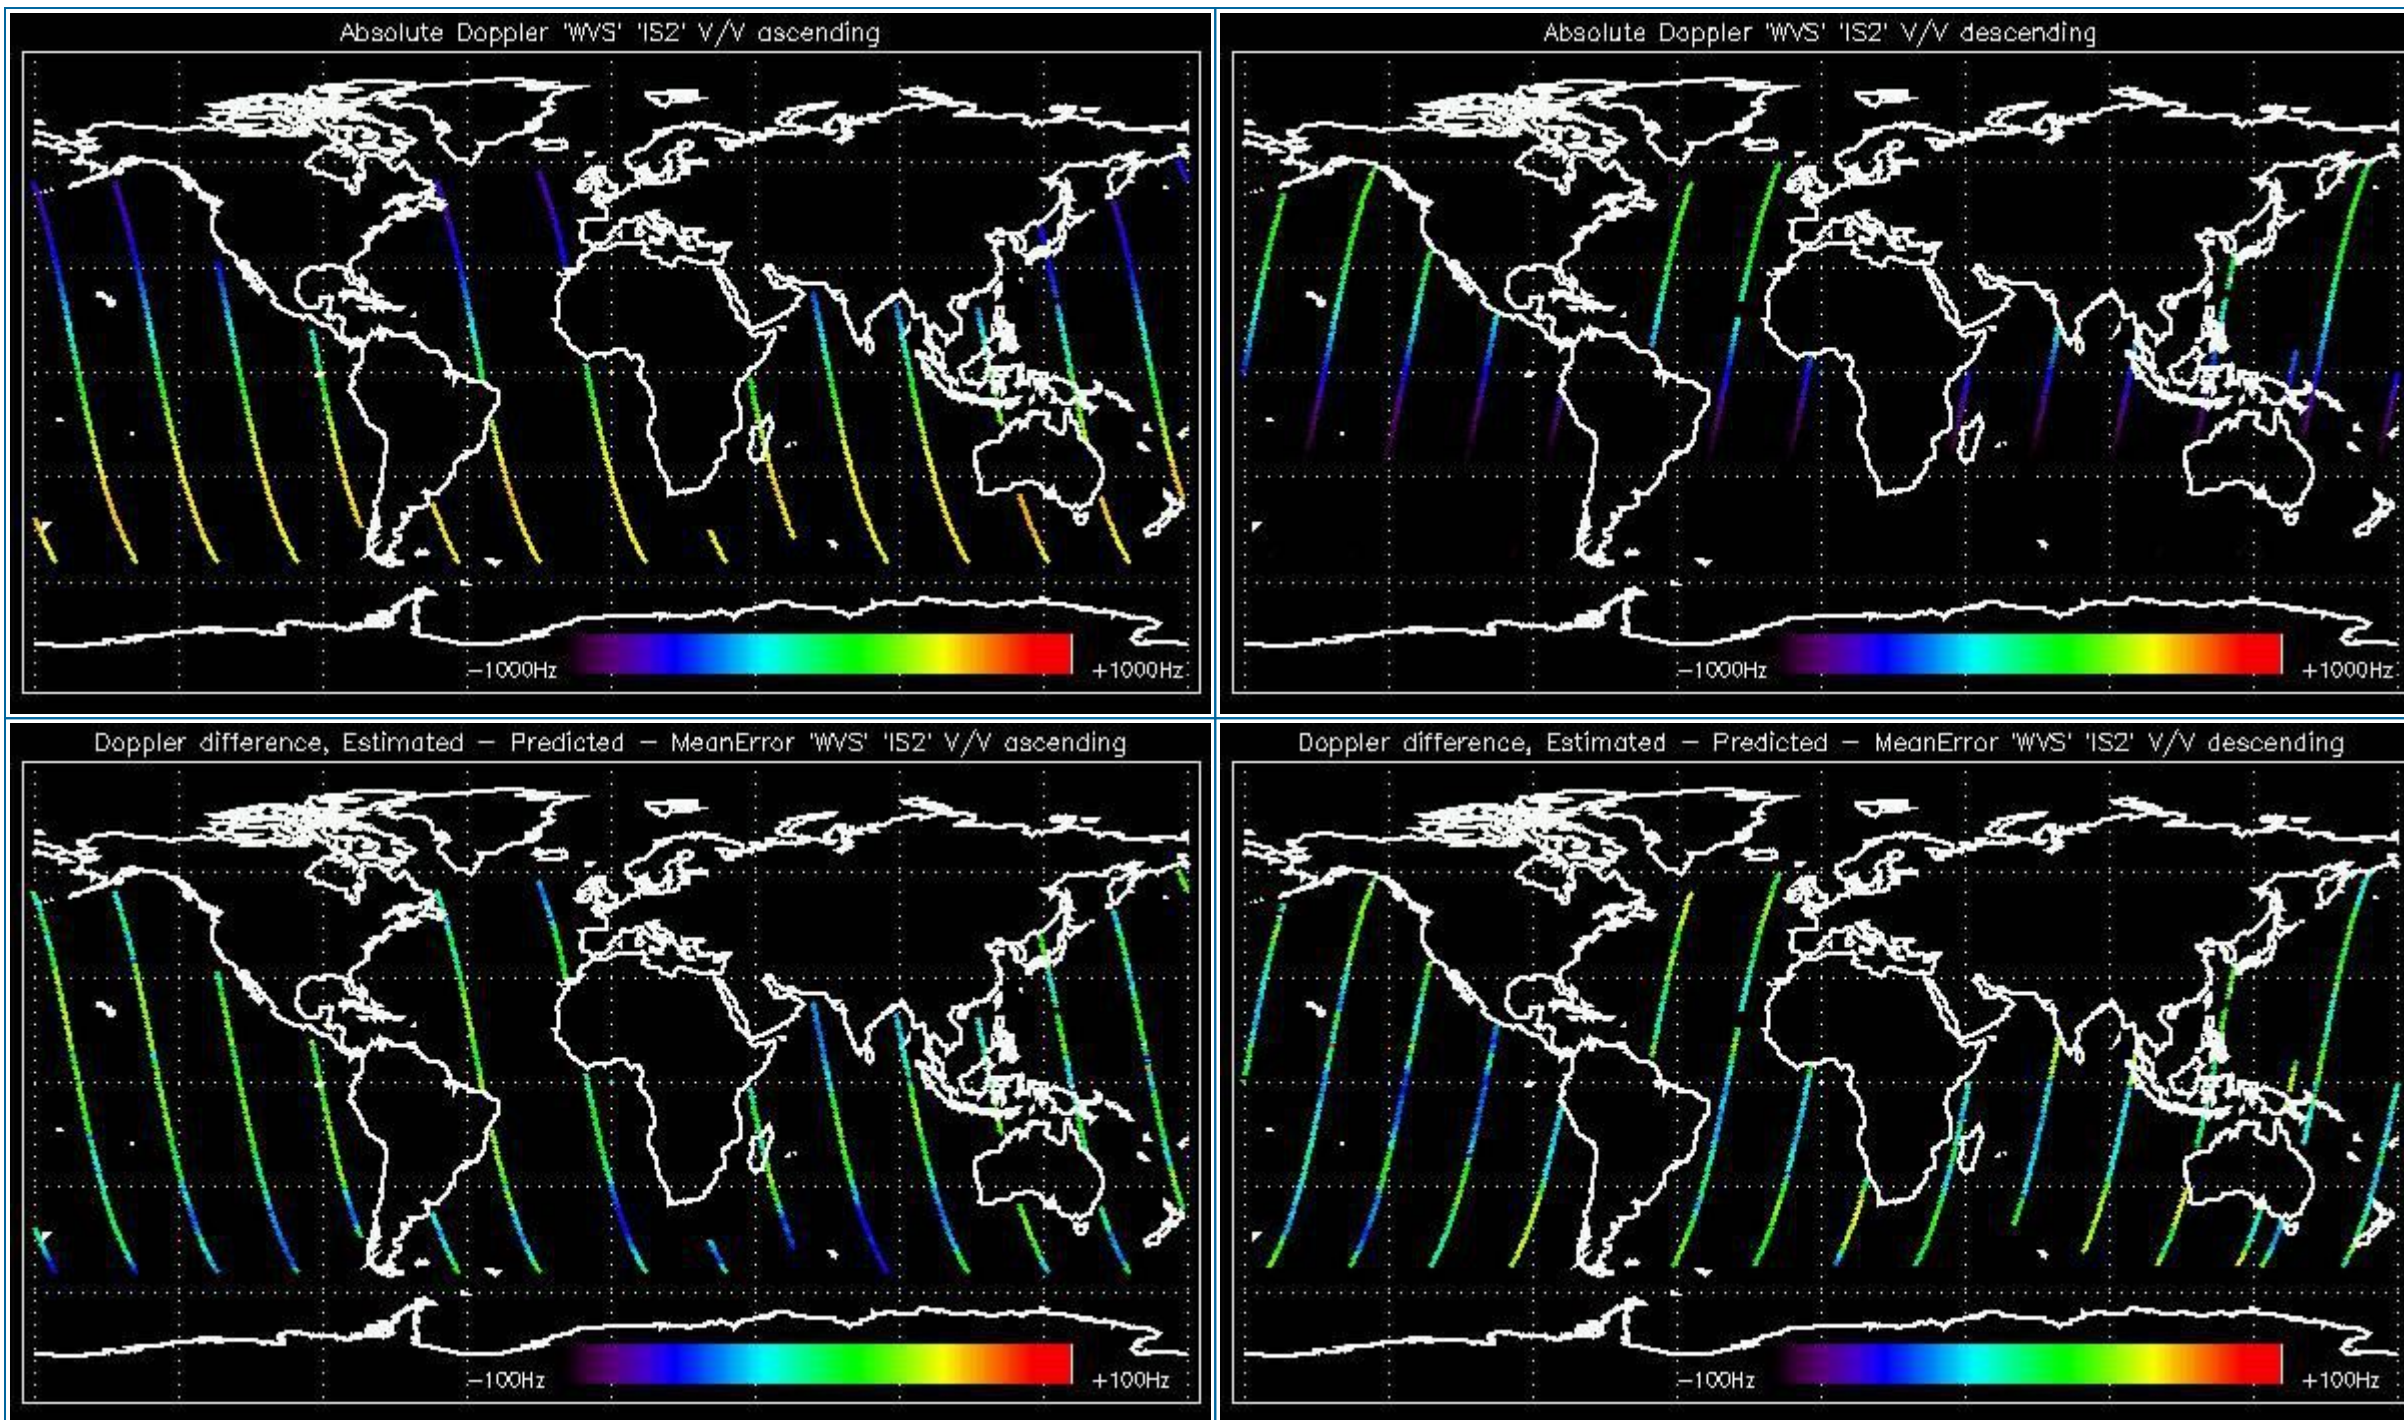 Absolute Doppler 'WVS' 'IS2' V/V ascending
-1000Hz +1000Hz
Absolute Doppler 'WVS' 'IS2' V/V descending
-1000Hz +1000Hz
Doppler difference, Estimated - Predicted - MeanError 'WVS' 'IS2' V/V ascending
-100Hz +100Hz
Doppler difference, Estimated - Predicted - MeanError 'WVS' 'IS2' V/V descending
-100Hz +100Hz